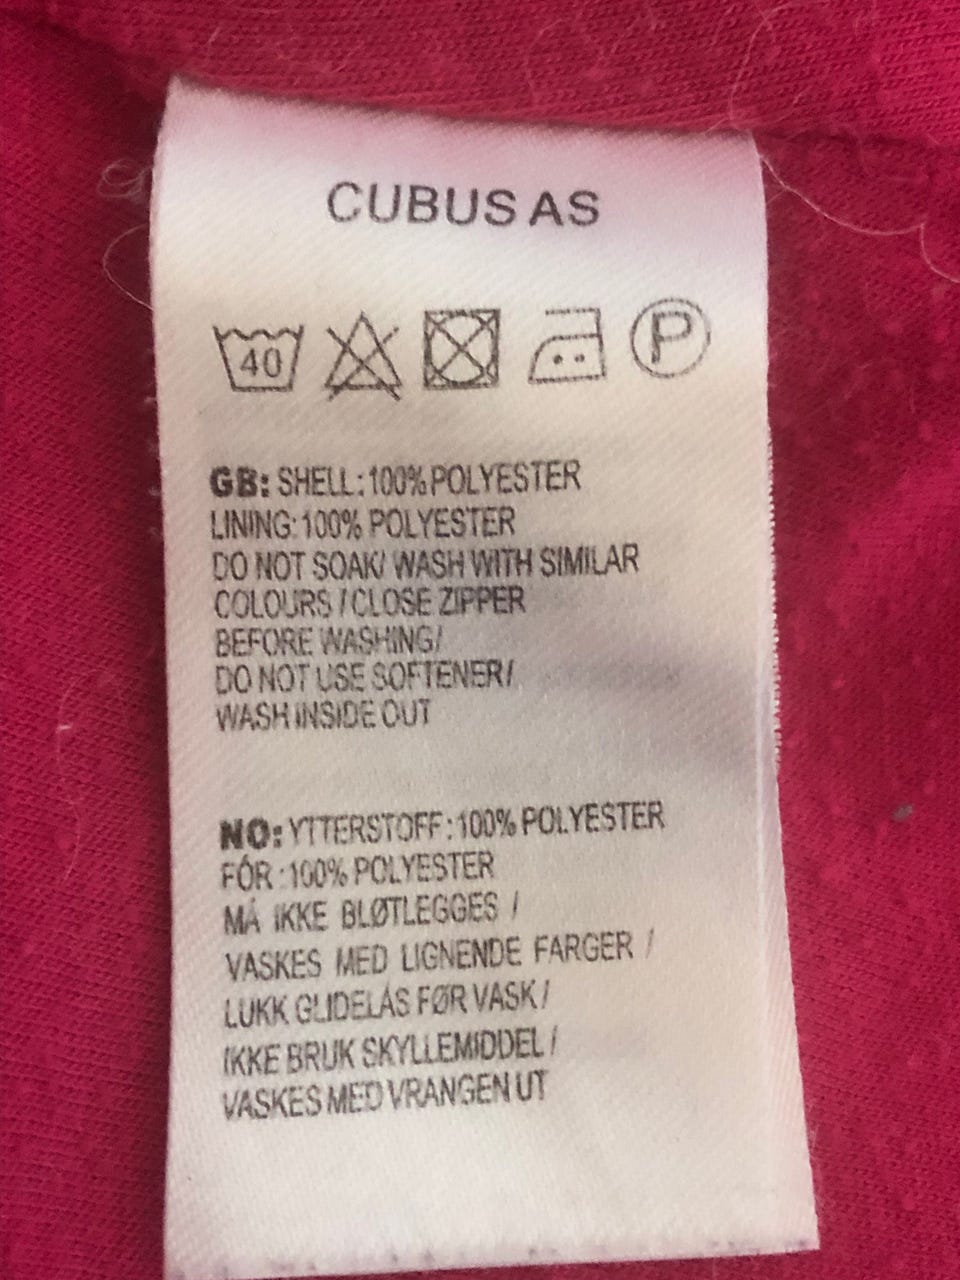 CUBUS AS
40 P
GB: SHELL: 100% POLYESTER
LINING: 100% POLYESTER
DO NOT SOAK/ WASH WITH SIMILAR
COLOURS / CLOSE ZIPPER
BEFORE WASHING/
DO NOT USE SOFTENER/
WASH INSIDE OUT
NO: YTTERSTOFF: 100% POLYESTER
FÓR : 100% POLYESTER
MÅ IKKE BLØTLEGGES /
VASKES MED LIGNENDE FARGER /
LUKK GLIDELÅS FØR VASK /
IKKE BRUK SKYLLEMIDDEL /
VASKES MED VRANGEN UT